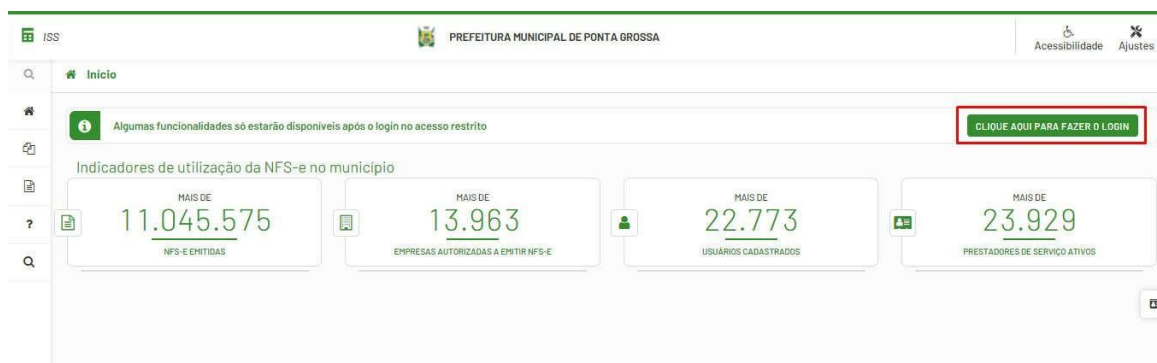 ISS
PREFEITURA MUNICIPAL DE PONTA GROSSA
Acessibilidade
Ajustes
Início
Algumas funcionalidades só estarão disponíveis após o login no acesso restrito
CLIQUE AQUI PARA FAZER O LOGIN
Indicadores de utilização da NFS-e no município
MAIS DE
11.045.575
NFS-E EMITIDAS
MAIS DE
13.963
EMPRESAS AUTORIZADAS A EMITIR NFS-E
MAIS DE
22.773
USUÁRIOS CADASTRADOS
MAIS DE
23.929
PRESTADORES DE SERVIÇO ATIVOS
?